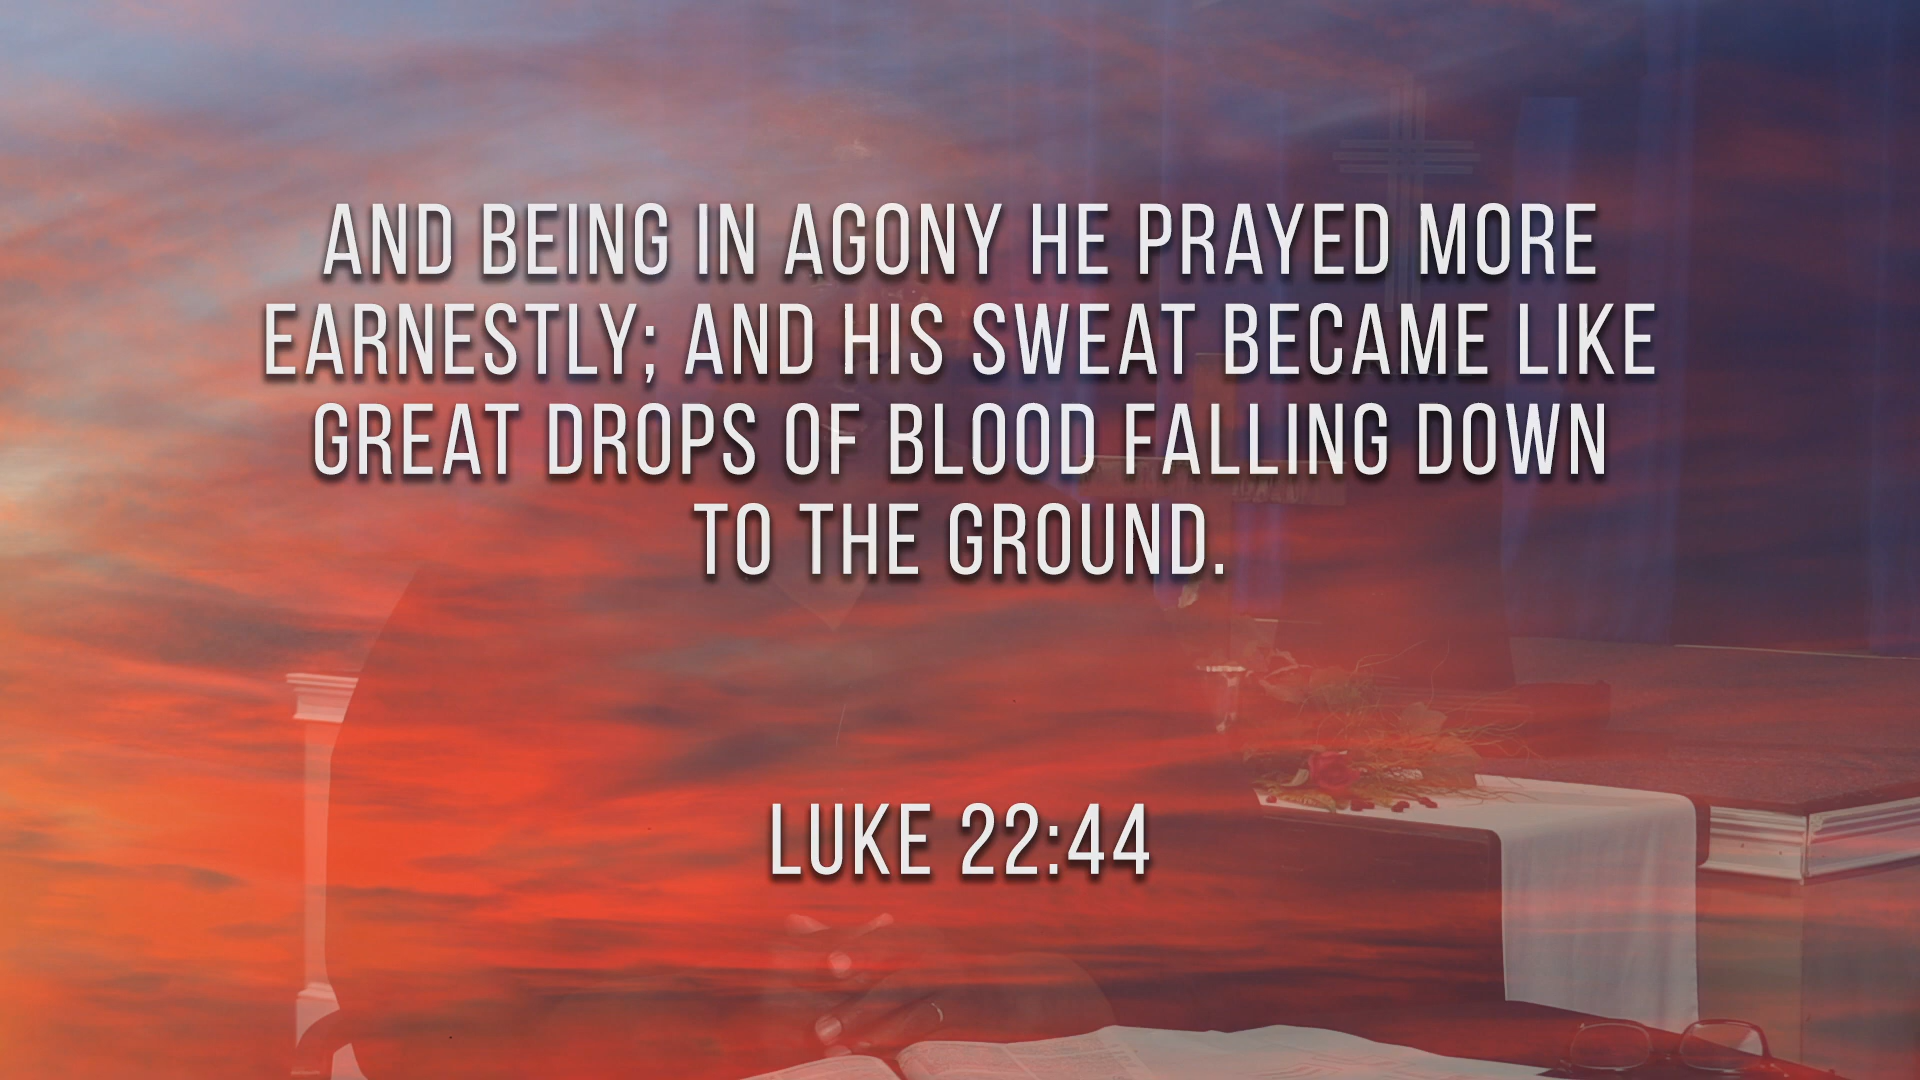 AND BEING IN AGONY HE PRAYED MORE
EARNESTLY; AND HIS SWEAT BECAME LIKE
GREAT DROPS OF BLOOD FALLING DOWN
TO THE GROUND.
LUKE 22:44